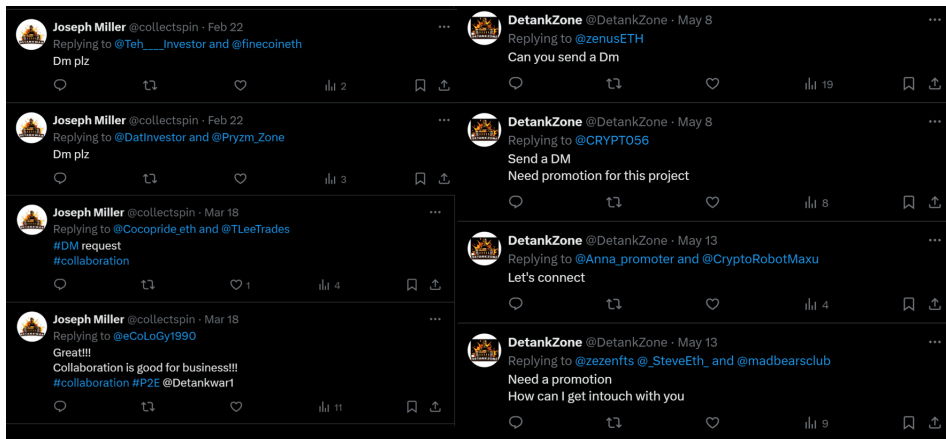 Joseph Miller @collectspin · Feb 22
Replying to @Teh____Investor and @finecoineth
Dm plz
2
Joseph Miller @collectspin · Feb 22
Replying to @DatInvestor and @Pryzm_Zone
Dm plz
3
Joseph Miller @collectspin · Mar 18
Replying to @Cocopride_eth and @TLeeTrades
#DM request
#collaboration
1 4
Joseph Miller @collectspin · Mar 18
Replying to @eCoLoGy1990
Great!!!
Collaboration is good for business!!!
#collaboration #P2E @Detankwar1
11
DetankZone @DetankZone · May 8
Replying to @zenusETH
Can you send a Dm
19
DetankZone @DetankZone · May 8
Replying to @CRYPT056
Send a DM
Need promotion for this project
8
DetankZone @DetankZone · May 13
Replying to @Anna_promoter and @CryptoRobotMaxu
Let's connect
4
DetankZone @DetankZone · May 13
Replying to @zezenfts @_SteveEth_ and @madbearsclub
Need a promotion
How can I get intouch with you
9